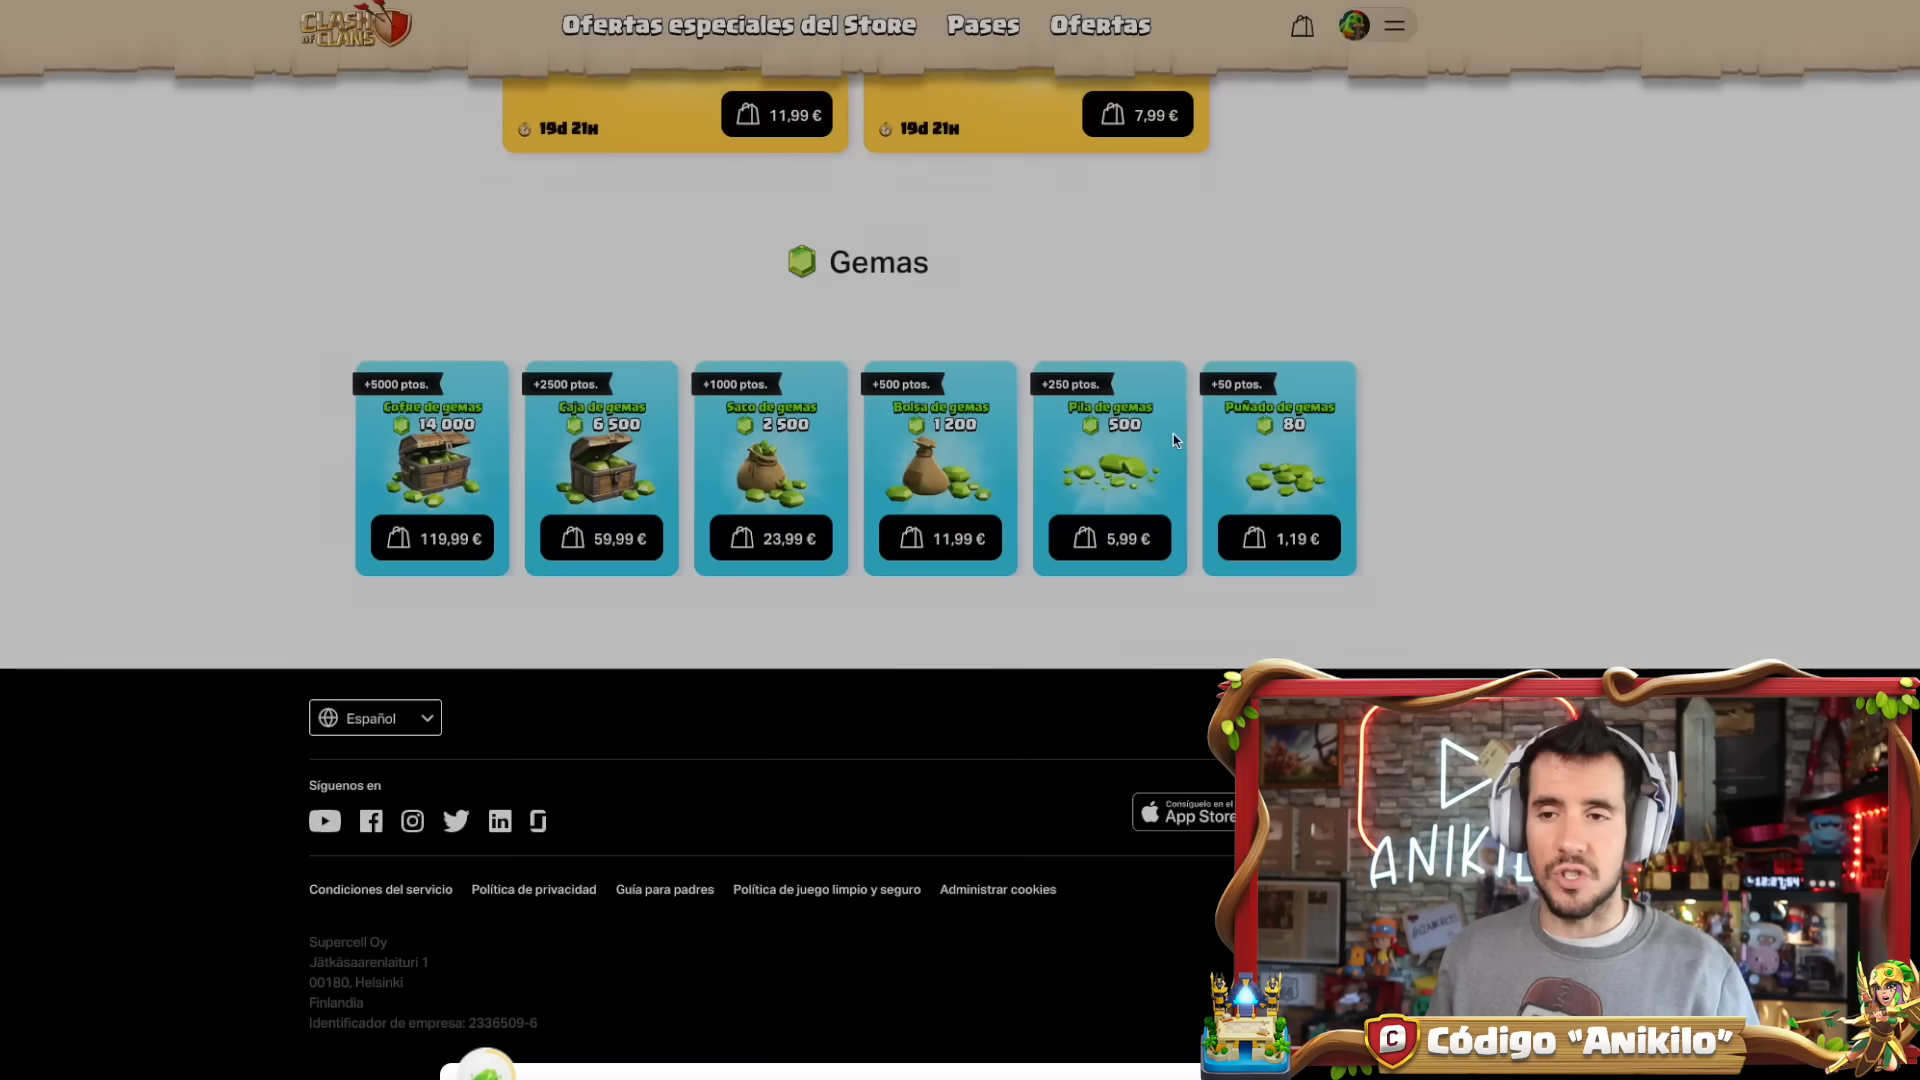 CLASH
OF CLANS
Ofertas especiales del Store
Pases
Ofertas
19d 21H
11,99 €
19d 21H
7,99 €
Gemas
+5000 ptos.
Cofre de gemas
14 000
119,99 €
+2500 ptos.
Caja de gemas
6 500
59,99 €
+1000 ptos.
Saco de gemas
2 500
23,99 €
+500 ptos.
Bolsa de gemas
1 200
11,99 €
+250 ptos.
Pila de gemas
500
5,99 €
+50 ptos.
Puñado de gemas
80
1,19 €
Español
Síguenos en
Consíguelo en el
App Store
Condiciones del servicio
Política de privacidad
Guía para padres
Política de juego limpio y seguro
Administrar cookies
Supercell Oy
Jätkäsaarenlaituri 1
00180, Helsinki
Finlandia
Identificador de empresa: 2336509-6
ANIKIL
12:27:54
C
Código "Anikilo"